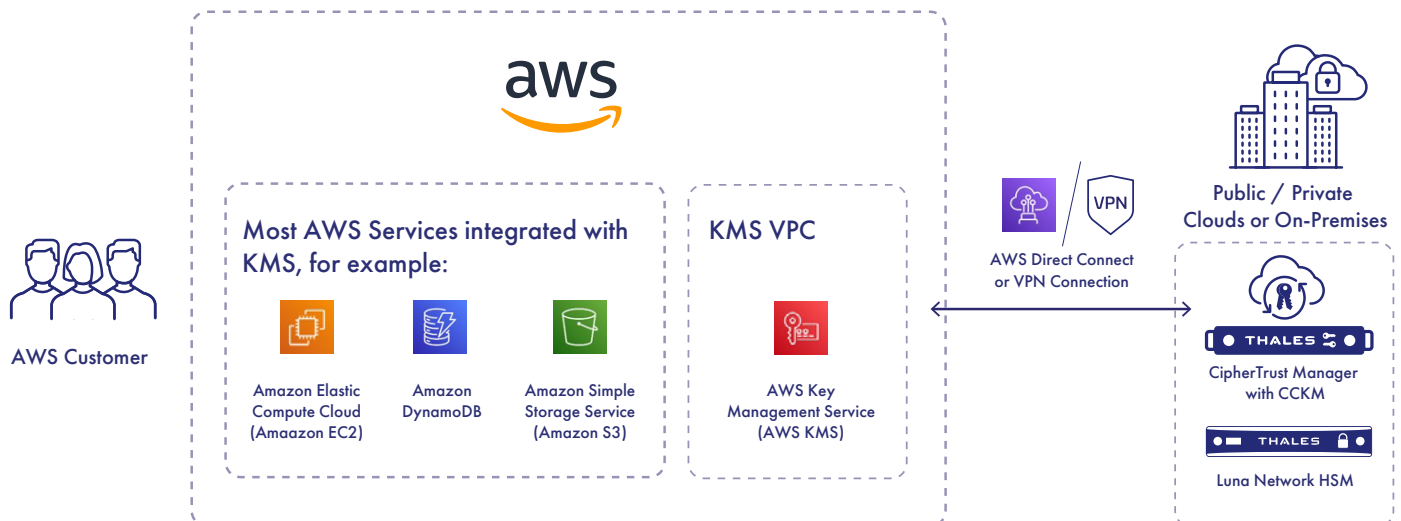 aws
Most AWS Services integrated with
KMS, for example:
Amazon Elastic
Compute Cloud
(Amaazon EC2)
Amazon
DynamoDB
Amazon Simple
Storage Service
(Amazon S3)
KMS VPC
AWS Key
Management Service
(AWS KMS)
AWS Customer
VPN
AWS Direct Connect
or VPN Connection
Public / Private
Clouds or On-Premises
THALES
CipherTrust Manager
with CCKM
THALES
Luna Network HSM